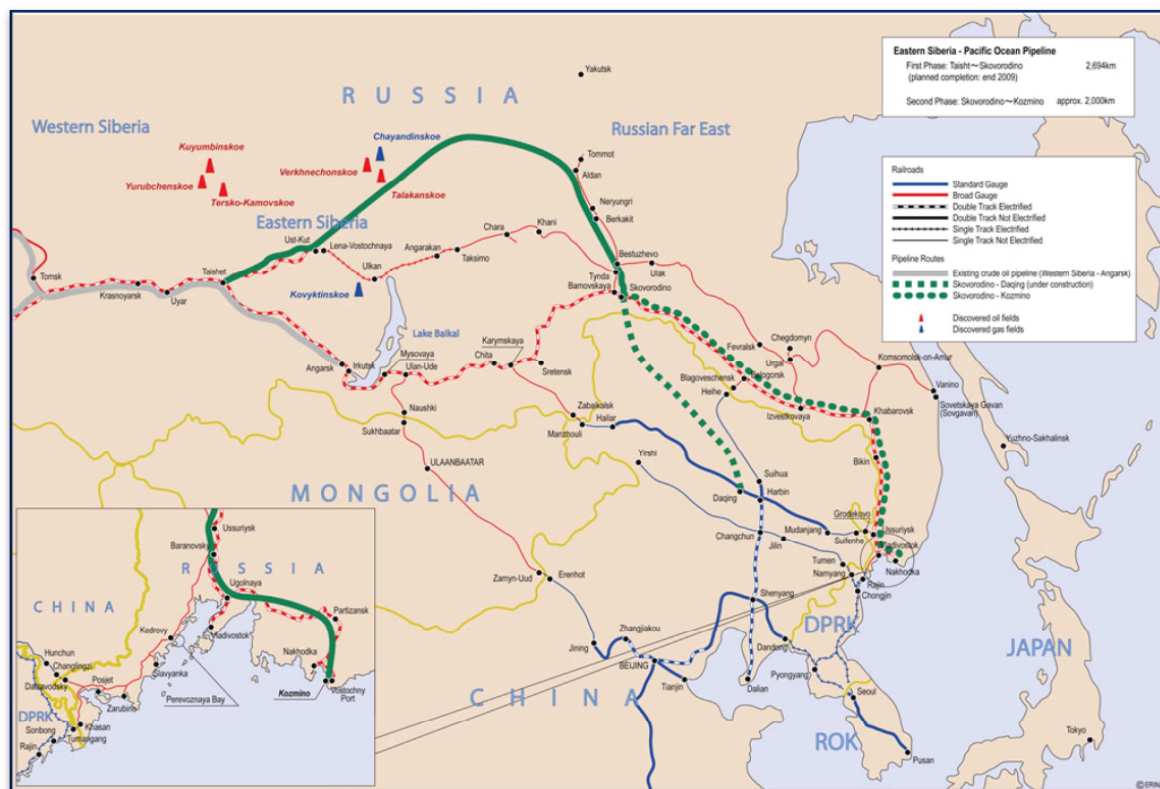 Eastern Siberia - Pacific Ocean Pipeline
First Phase: Taisht～Skovorodino 2,694km
(planned completion: end 2009)
Second Phase: Skovorodino～Kozmino approx. 2,000km
Railroads
Standard Gauge
Broad Gauge
Double Track Electrified
Double Track Not Electrified
Single Track Electrified
Single Track Not Electrified
Pipeline Routes
Existing crude oil pipeline (Western Siberia - Angarsk)
Skovorodino - Daqing (under construction)
Skovorodino - Kozmino
Discovered oil fields
Discovered gas fields
Yakutsk
RUSSIA
Western Siberia
Russian Far East
Chayandinskoe
Kuyumbinskoe
Verkhnechonskoe
Tommot
Aldan
Yurubchenskoe
Talakanskoe
Tersko-Kamovskoe
Neryungri
Berkakit
Eastern Siberia
Chara
Khani
Ust-Kut
Lena-Vostochnaya
Angarakan
Taksimo
Bestuzhevo
Ulak
Tomsk
Taishet
Ulkan
Tynda
Bamovskaya
Skovorodino
Krasnoyarsk
Uyar
Kovyktinskoe
Lake Baikal
Karymskaya
Fevralsk
Chegdomyn
Urgal
Komsomolsk-on-Amur
Angarsk
Irkutsk
Mysovaya
Ulan-Ude
Chita
Sretensk
Blagoveschensk
Belogorsk
Heihe
Vanino
Sovetskaya Gavan
(Sovgavan)
Izvestkovaya
Khabarovsk
Naushki
Sukhbaatar
Zabaikalsk
Hailar
Manzhouli
Yuzhno-Sakhalinsk
ULAANBAATAR
Yirshi
Bikin
MONGOLIA
Suihua
Daqing
Harbin
Grodekovo
Mudanjang
Suifenhe
Ussuriysk
Changchun
Jilin
Vladivostok
Nakhodka
Tumen
Namyang
Rajin
Chongjin
Zamyn-Uud
Erenhot
Shenyang
DPRK
Jining
Zhangjiakou
Dandong
BEIJING
Pyongyang
JAPAN
Tianjin
CHINA
Dalian
Seoul
ROK
Pusan
Tokyo
©ERINA
Ussuriysk
Baranovsky
RUSSIA
Ugolnaya
CHINA
Partizansk
Kedrovy
Vladivostok
Hunchun
Changlingzi
Nakhodka
Slavyanka
Posjet
Kozmino
Vostochny
Port
Zarubino
Perevoznaya Bay
DPRK
Khasan
Sonbong
Tumangang
Rajin